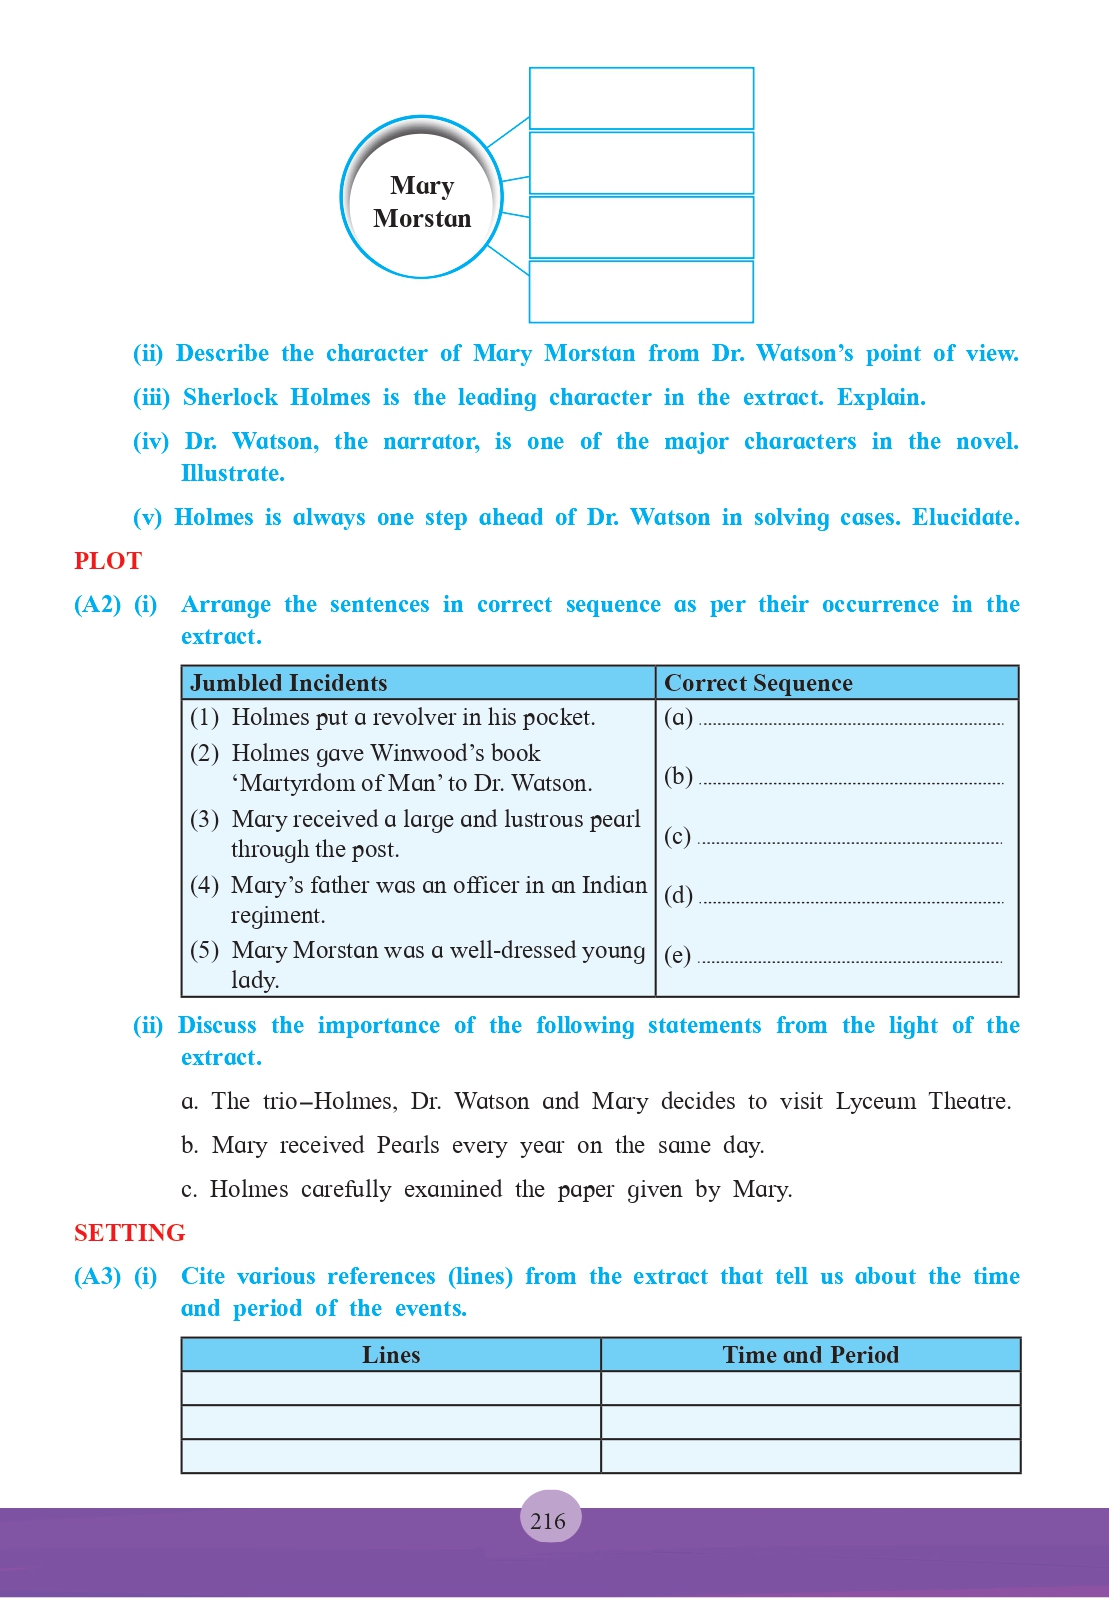 Mary
Morstan
(ii) Describe the character of Mary Morstan from Dr. Watson’s point of view.
(iii) Sherlock Holmes is the leading character in the extract. Explain.
(iv) Dr. Watson, the narrator, is one of the major characters in the novel.
Illustrate.
(v) Holmes is always one step ahead of Dr. Watson in solving cases. Elucidate.
PLOT
(A2) (i) Arrange the sentences in correct sequence as per their occurrence in the
extract.
Jumbled Incidents
(1) Holmes put a revolver in his pocket.
(2) Holmes gave Winwood’s book
‘Martyrdom of Man’ to Dr. Watson.
(3) Mary received a large and lustrous pearl
through the post.
(4) Mary’s father was an officer in an Indian
regiment.
(5) Mary Morstan was a well-dressed young
lady.
Correct Sequence
(a) ..........................................................
(b) ..........................................................
(c) ..........................................................
(d) ..........................................................
(e) ..........................................................
(ii) Discuss the importance of the following statements from the light of the
extract.
a. The trio–Holmes, Dr. Watson and Mary decides to visit Lyceum Theatre.
b. Mary received Pearls every year on the same day.
c. Holmes carefully examined the paper given by Mary.
SETTING
(A3) (i) Cite various references (lines) from the extract that tell us about the time
and period of the events.
Lines
Time and Period
216